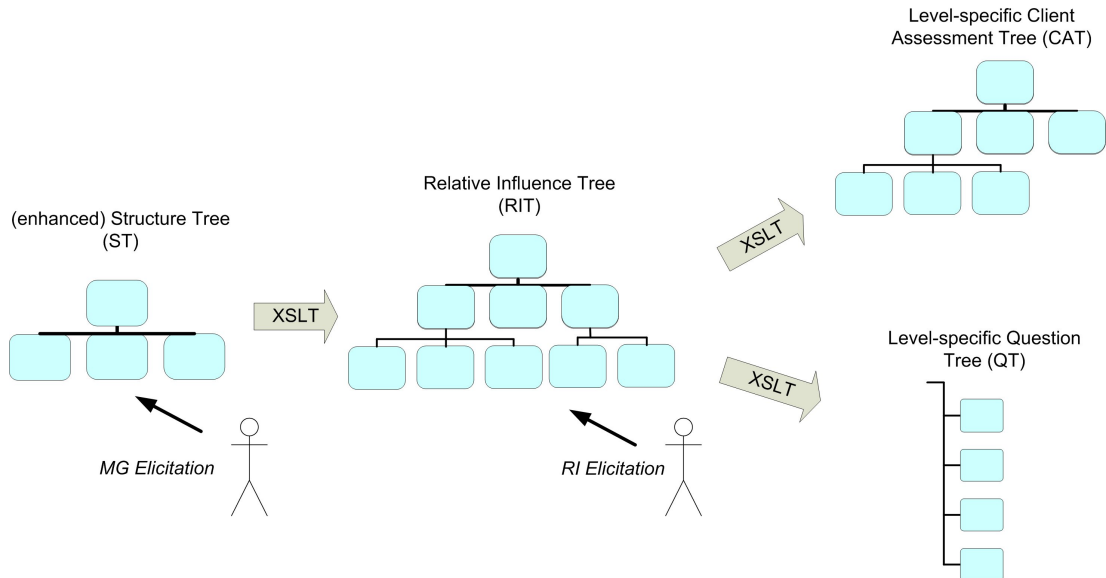 Level-specific Client
Assessment Tree (CAT)
Relative Influence Tree
(RIT)
(enhanced) Structure Tree
(ST)
XSLT
XSLT
Level-specific Question
Tree (QT)
XSLT
MG Elicitation
RI Elicitation